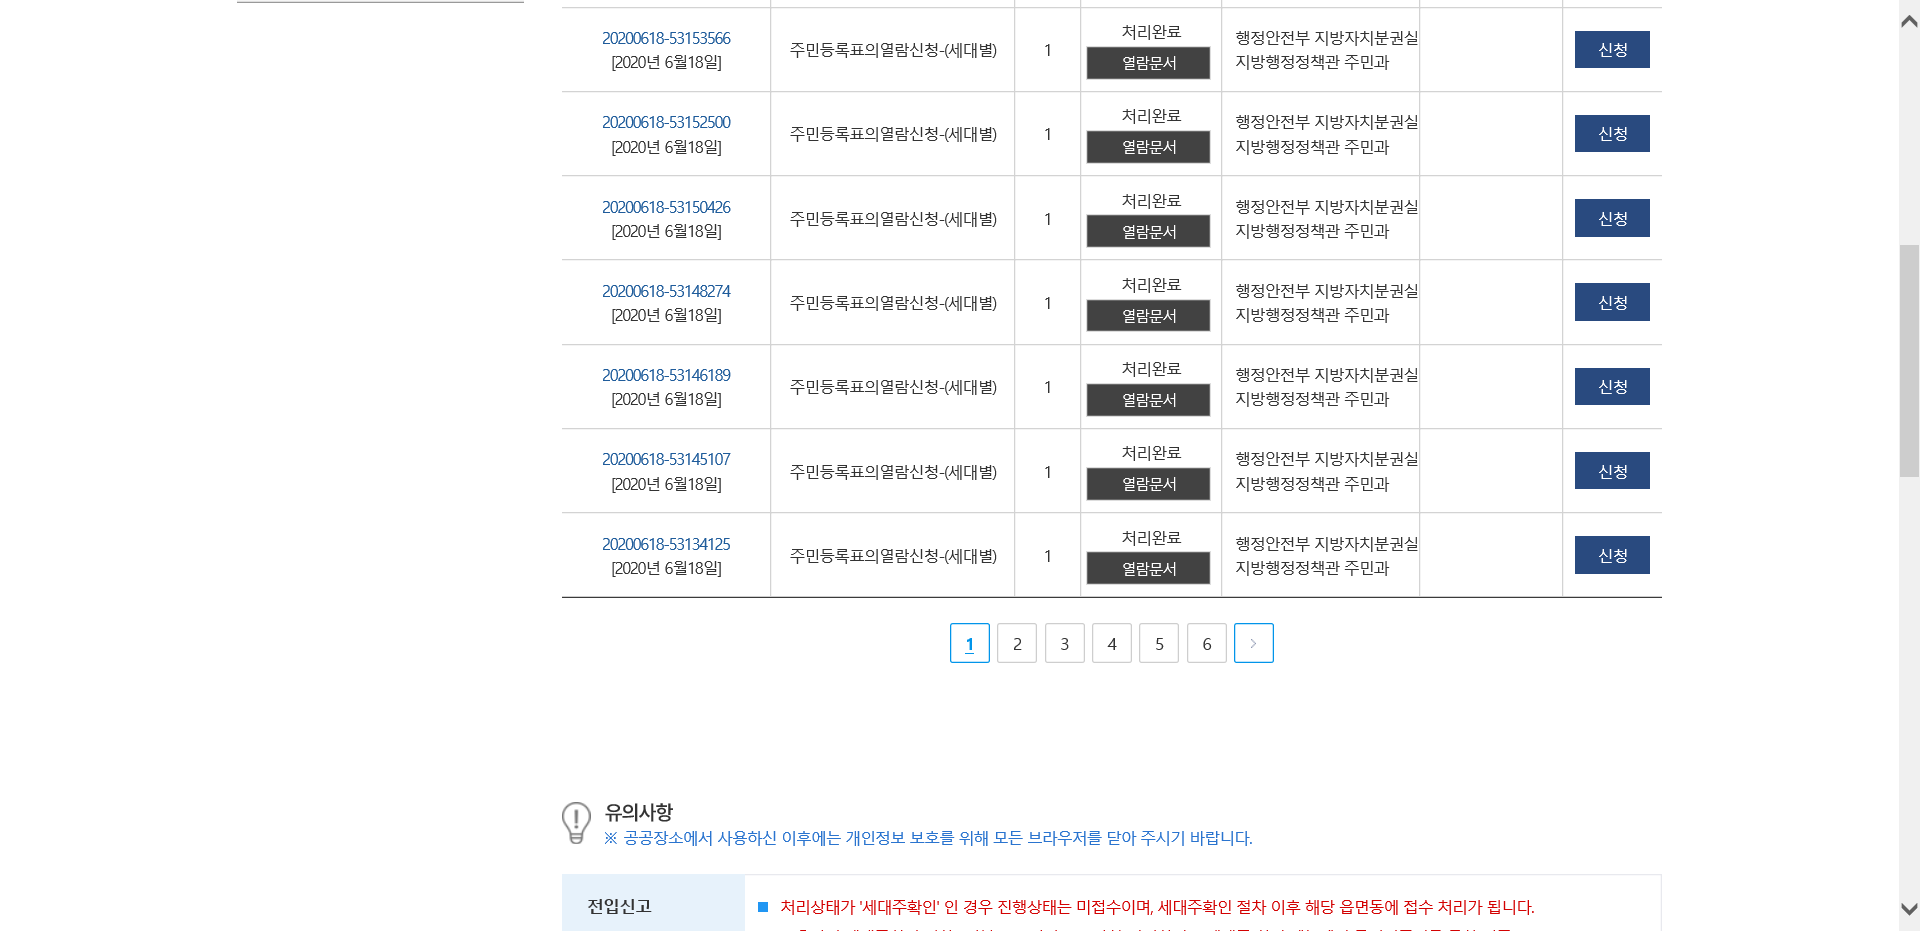 20200618-53153566
[2020년 6월18일]
주민등록표의열람신청-(세대별)
1
처리완료
열람문서
행정안전부 지방자치분권실
지방행정정책관 주민과
신청
20200618-53152500
[2020년 6월18일]
주민등록표의열람신청-(세대별)
1
처리완료
열람문서
행정안전부 지방자치분권실
지방행정정책관 주민과
신청
20200618-53150426
[2020년 6월18일]
주민등록표의열람신청-(세대별)
1
처리완료
열람문서
행정안전부 지방자치분권실
지방행정정책관 주민과
신청
20200618-53148274
[2020년 6월18일]
주민등록표의열람신청-(세대별)
1
처리완료
열람문서
행정안전부 지방자치분권실
지방행정정책관 주민과
신청
20200618-53146189
[2020년 6월18일]
주민등록표의열람신청-(세대별)
1
처리완료
열람문서
행정안전부 지방자치분권실
지방행정정책관 주민과
신청
20200618-53145107
[2020년 6월18일]
주민등록표의열람신청-(세대별)
1
처리완료
열람문서
행정안전부 지방자치분권실
지방행정정책관 주민과
신청
20200618-53134125
[2020년 6월18일]
주민등록표의열람신청-(세대별)
1
처리완료
열람문서
행정안전부 지방자치분권실
지방행정정책관 주민과
신청
1 2 3 4 5 6 >
유의사항
※ 공공장소에서 사용하신 이후에는 개인정보 보호를 위해 모든 브라우저를 닫아 주시기 바랍니다.
전입신고
처리상태가 '세대주확인' 인 경우 진행상태는 미접수이며, 세대주확인 절차 이후 해당 읍면동에 접수 처리가 됩니다.